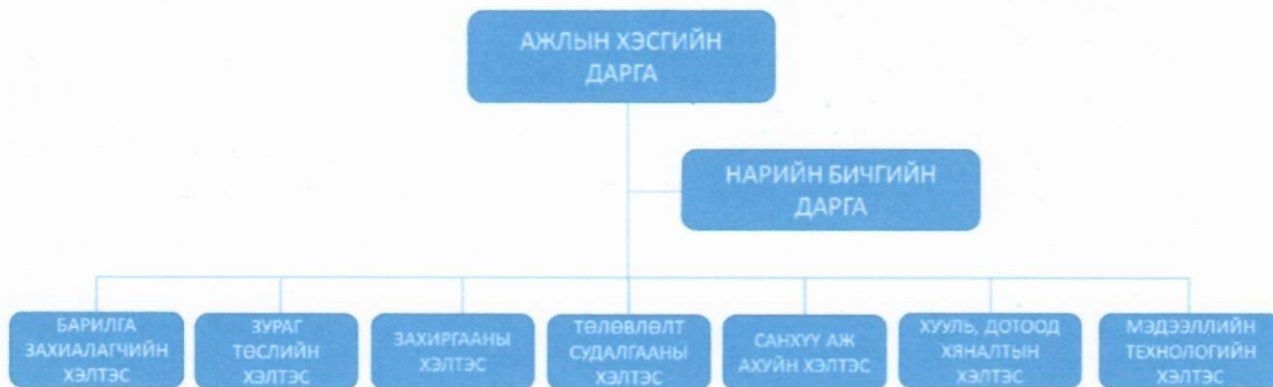 АЖЛЫН ХЭСГИЙН
ДАРГА
НАРИЙН БИЧГИЙН
ДАРГА
БАРИЛГА
ЗАХИАЛАГЧИЙН
ХЭЛТЭС
ЗУРАГ
ТӨСЛИЙН
ХЭЛТЭС
ЗАХИРГААНЫ
ХЭЛТЭС
ТӨЛӨВЛӨЛТ
СУДАЛГААНЫ
ХЭЛТЭС
САНХҮҮ АЖ
АХУЙН ХЭЛТЭС
ХУУЛЬ, ДОТООД
ХЯНАЛТЫН
ХЭЛТЭС
МЭДЭЭЛЛИЙН
ТЕХНОЛОГИЙН
ХЭЛТЭС